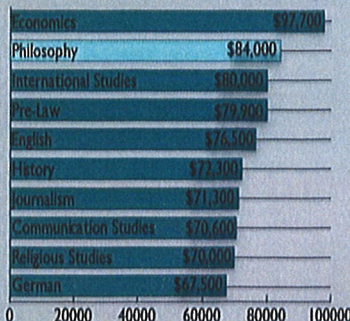 Economics $97,700
Philosophy $84,000
International Studies $80,000
Pre-Law $79,900
English $76,500
History $72,300
Journalism $71,300
Communication Studies $70,600
Religious Studies $70,000
German $67,500
0 20000 40000 60000 80000 100000